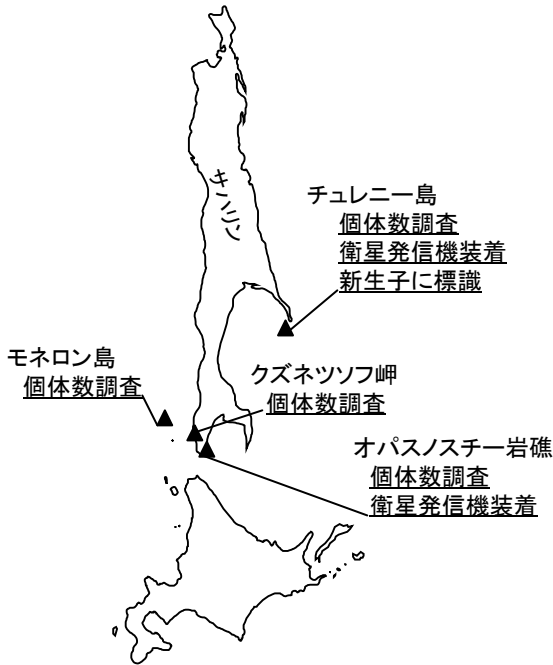 サハリン
チュレニー島
個体数調査
衛星発信機装着
新生子に標識
モネロン島
個体数調査
クズネツソフ岬
個体数調査
オパスノスチー岩礁
個体数調査
衛星発信機装着